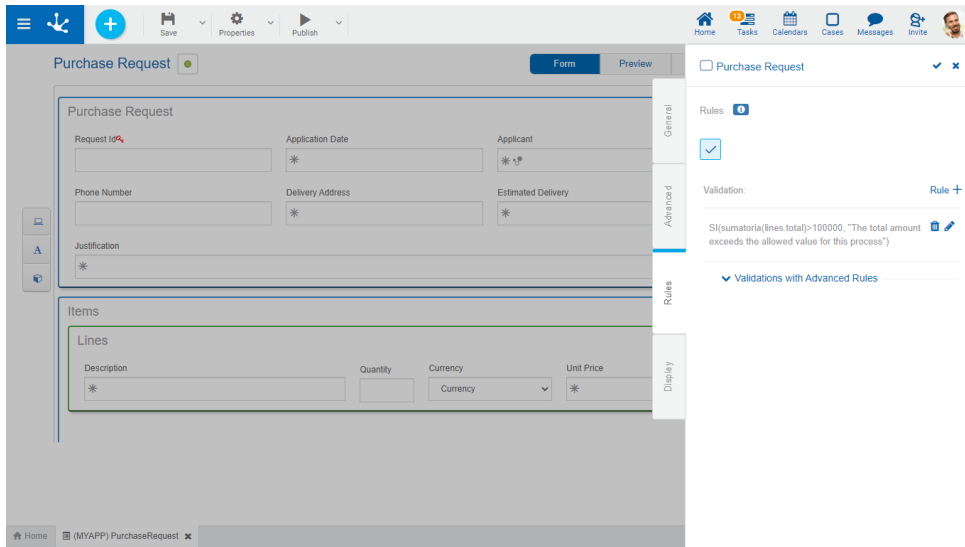 Save
Properties
Publish
Home
13
Tasks
Calendars
Cases
Messages
Invite
Purchase Request
Form
Preview
Purchase Request
Request Id
Application Date
Applicant
Phone Number
Delivery Address
Estimated Delivery
Justification
A
Items
Lines
Description
Quantity
Currency
Unit Price
Currency
General
Advanced
Rules
Display
Purchase Request
Rules
Validation:
Rule +
SI(sumatoria(lines.total)>100000, "The total amount
exceeds the allowed value for this process")
Validations with Advanced Rules
Home
(MYAPP) PurchaseRequest